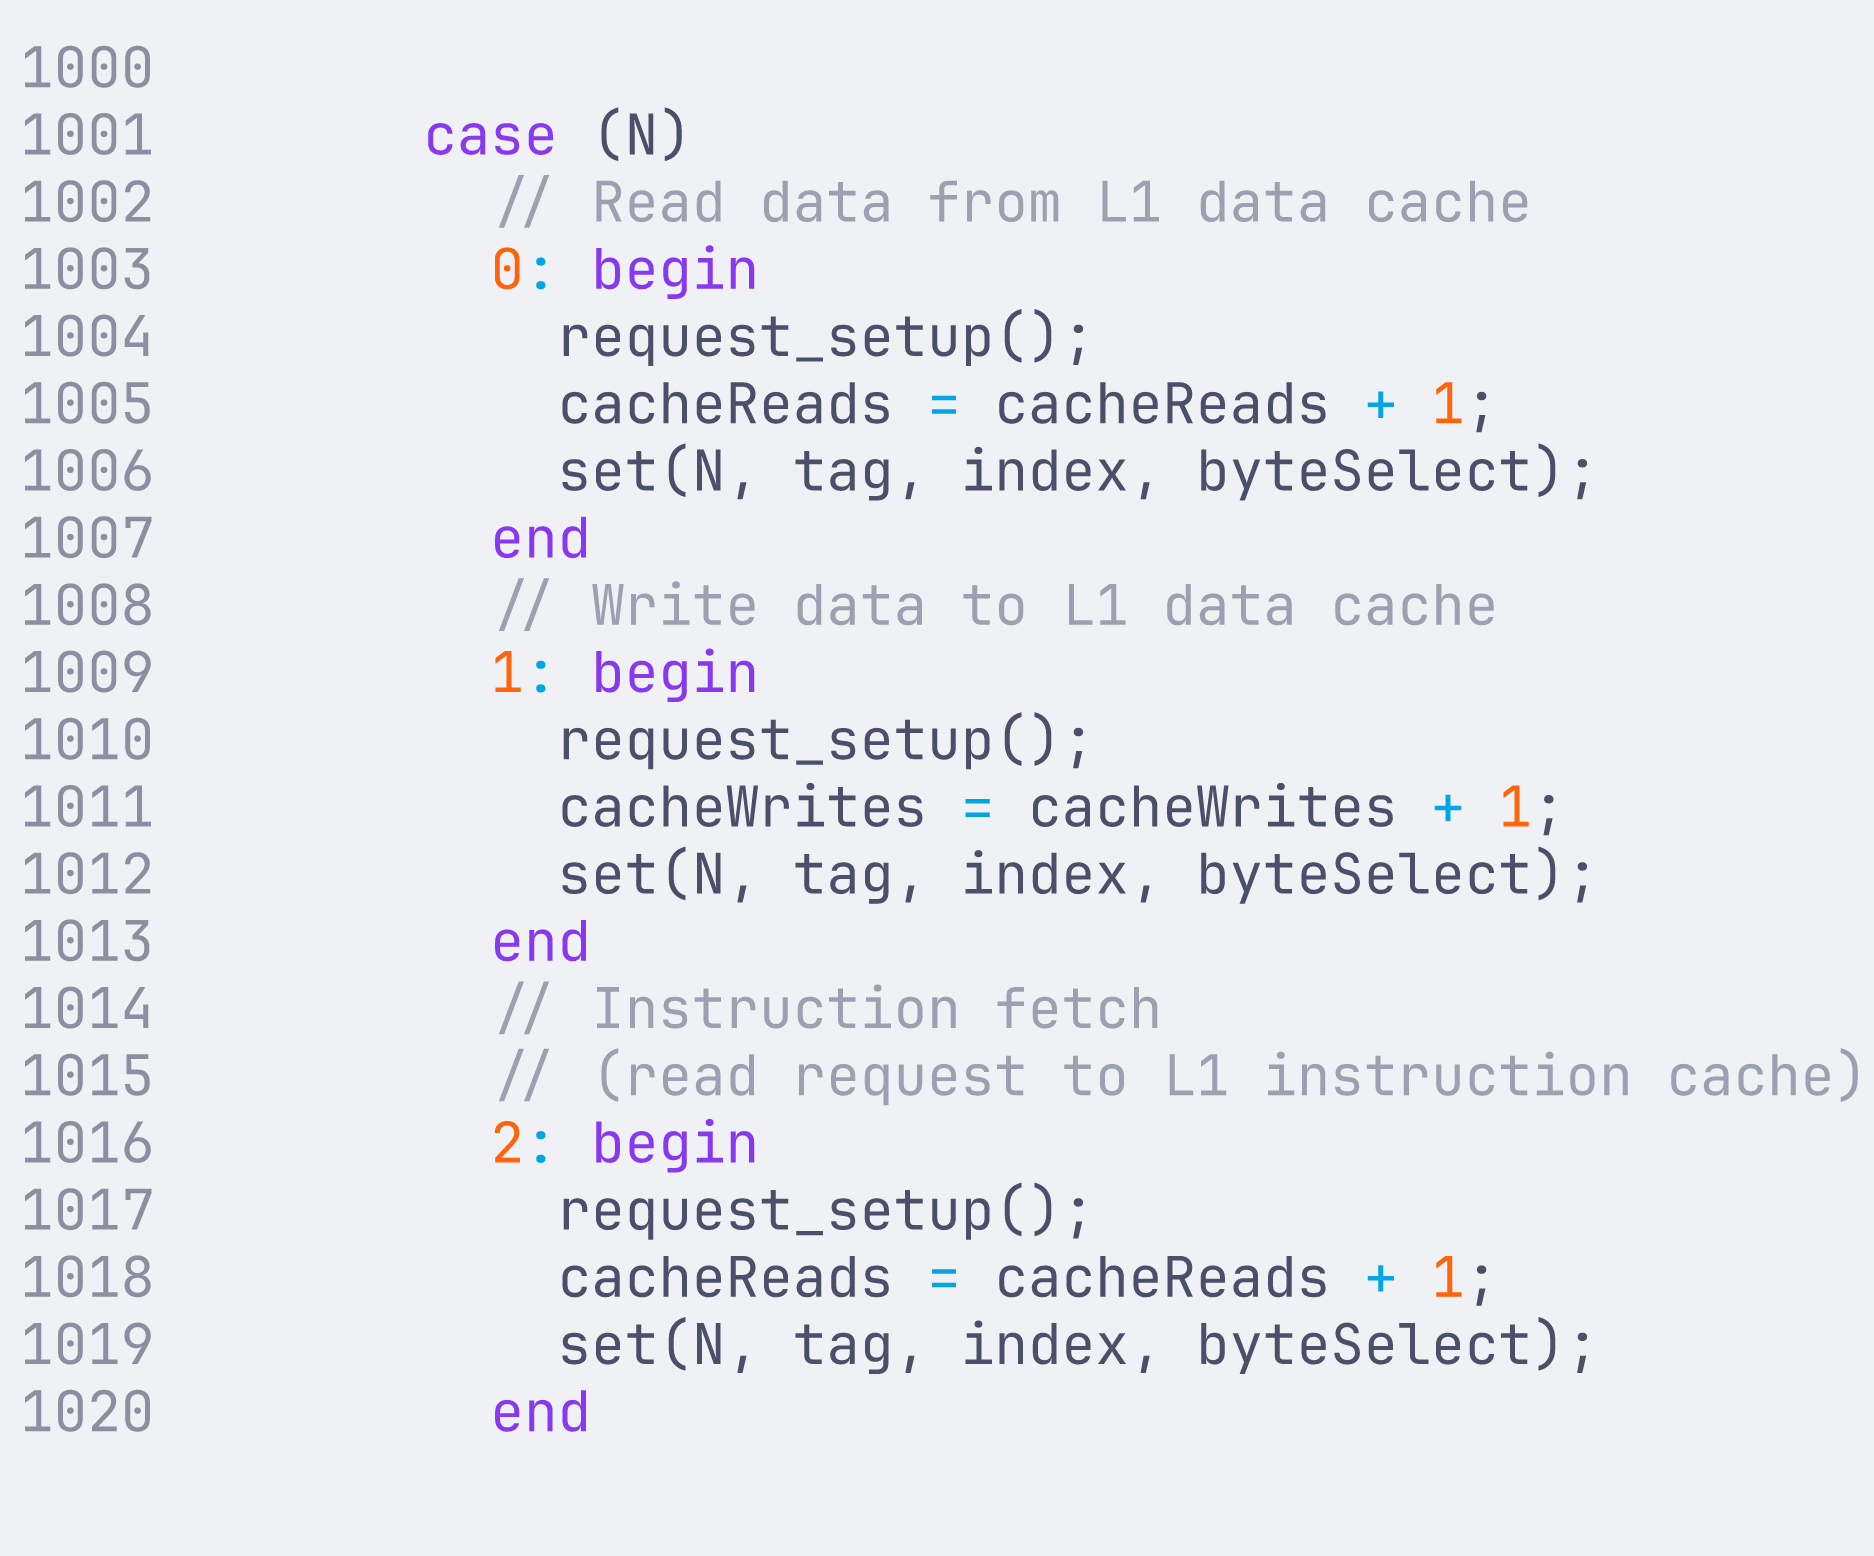 1000
1001 case (N)
1002 // Read data from L1 data cache
1003 0: begin
1004 request_setup();
1005 cacheReads = cacheReads + 1;
1006 set(N, tag, index, byteSelect);
1007 end
1008 // Write data to L1 data cache
1009 1: begin
1010 request_setup();
1011 cacheWrites = cacheWrites + 1;
1012 set(N, tag, index, byteSelect);
1013 end
1014 // Instruction fetch
1015 // (read request to L1 instruction cache)
1016 2: begin
1017 request_setup();
1018 cacheReads = cacheReads + 1;
1019 set(N, tag, index, byteSelect);
1020 end